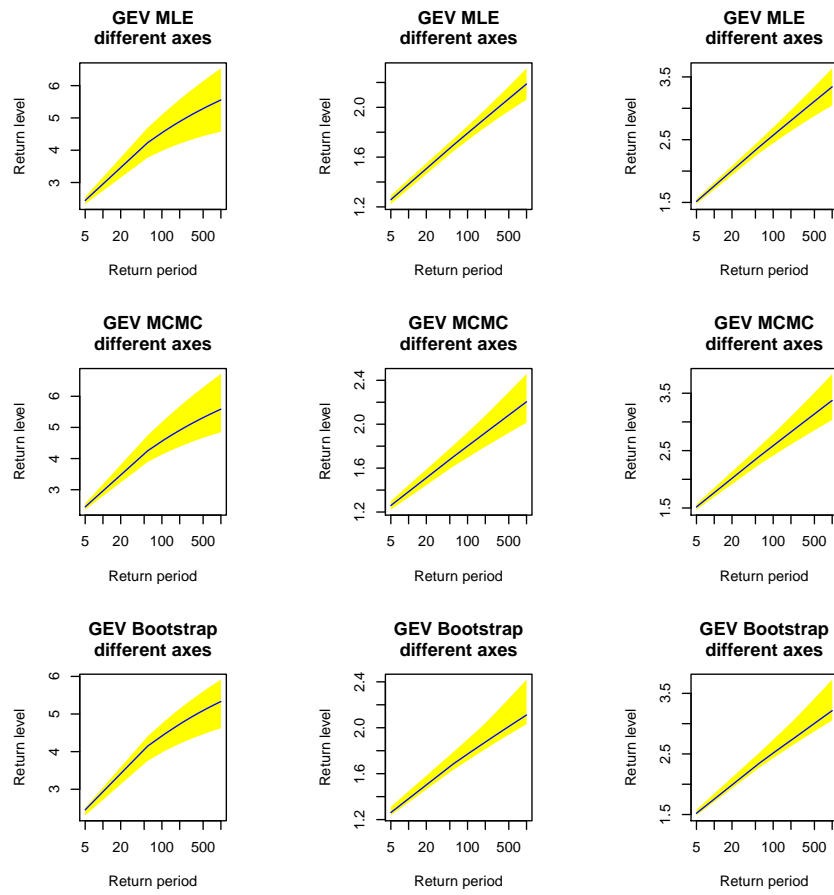 GEV MLE
different axes
GEV MLE
different axes
GEV MLE
different axes
Return level
3 4 5 6
5 20 100 500
Return period
Return level
1.2 1.6 2.0
5 20 100 500
Return period
Return level
1.5 2.5 3.5
5 20 100 500
Return period
GEV MCMC
different axes
GEV MCMC
different axes
GEV MCMC
different axes
Return level
3 4 5 6
5 20 100 500
Return period
Return level
1.2 1.6 2.0 2.4
5 20 100 500
Return period
Return level
1.5 2.5 3.5
5 20 100 500
Return period
GEV Bootstrap
different axes
GEV Bootstrap
different axes
GEV Bootstrap
different axes
Return level
3 4 5 6
5 20 100 500
Return period
Return level
1.2 1.6 2.0 2.4
5 20 100 500
Return period
Return level
1.5 2.5 3.5
5 20 100 500
Return period